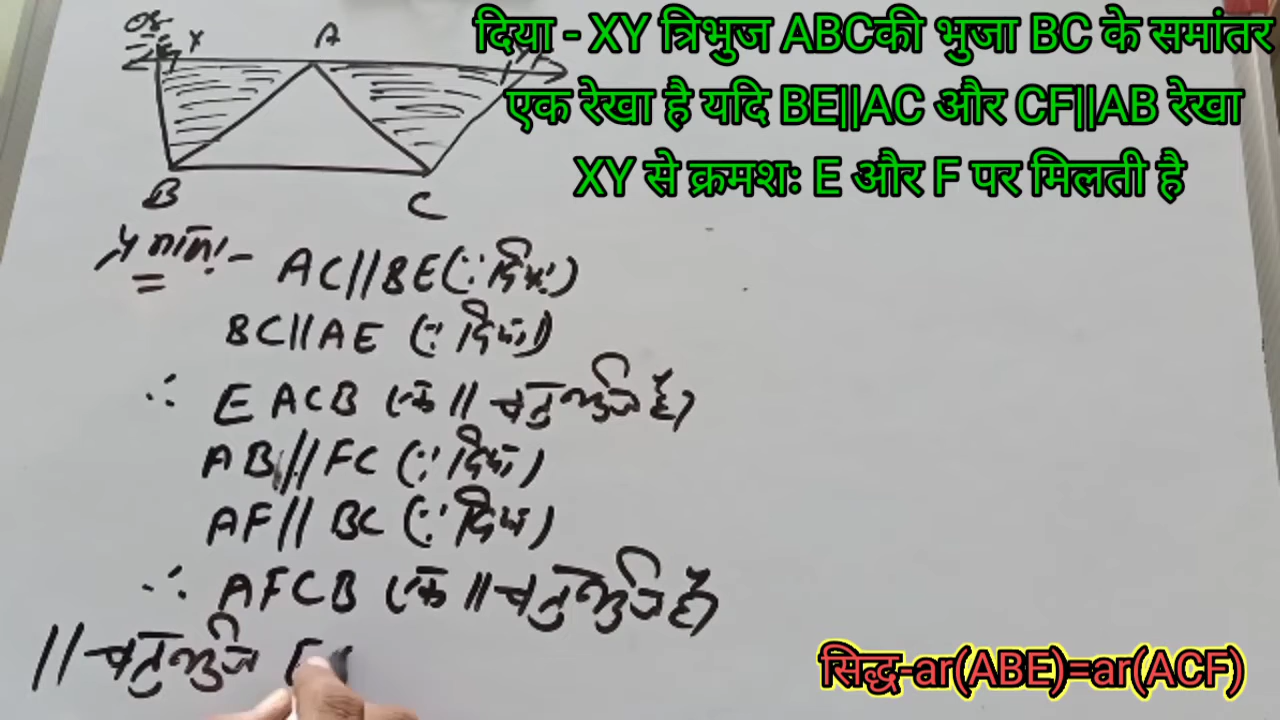 दिया - XY त्रिभुज ABCकी भुजा BC के समांतर
एक रेखा है यदि BE||AC और CF||AB रेखा
XY से क्रमशः E और F पर मिलती है
X A
B C
प्रमाण:-
AC//BE(∵ दिया)
BC//AE (∵ दिया)
∴ EACB एक // चतुर्भुज है।
AB//FC (∵ दिया)
AF//BC (∵ दिया)
∴ AFCB एक // चतुर्भुज है।
// चतुर्भुज
सिद्ध-ar(ABE)=ar(ACF)